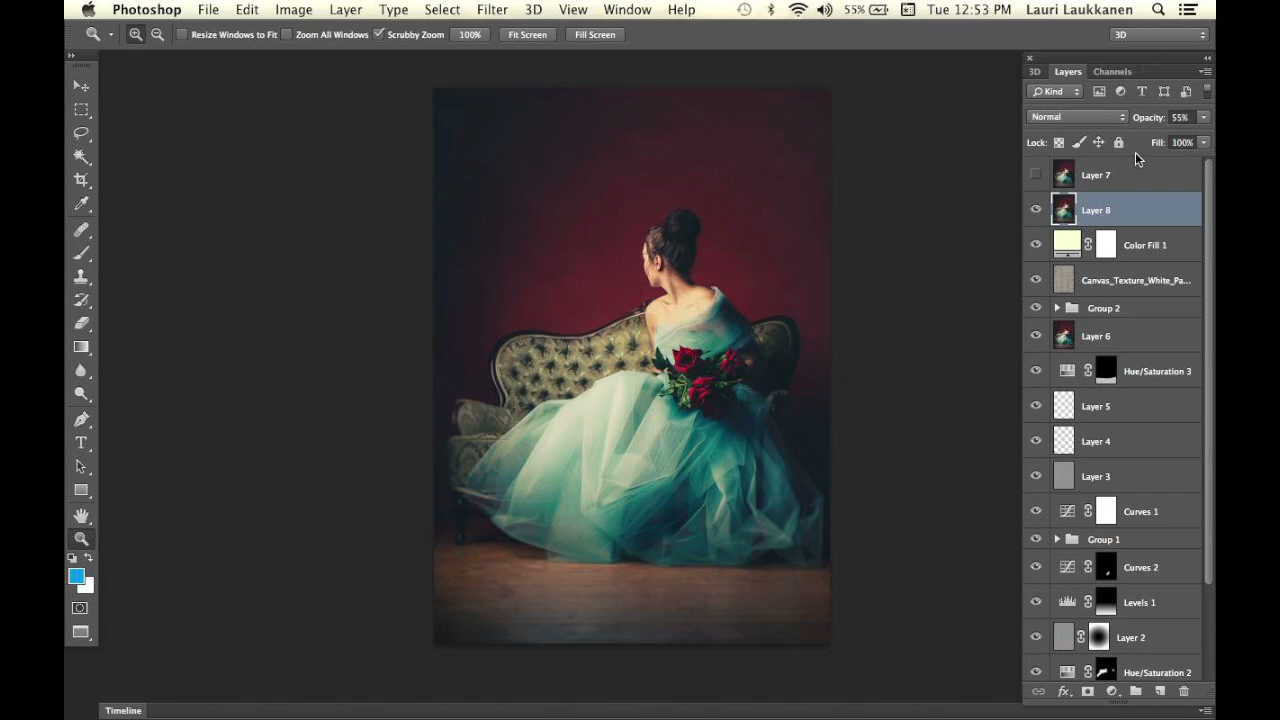 Photoshop File Edit Image Layer Type Select Filter 3D View Window Help 55% Tue 12:53 PM Lauri Laukkanen
Resize Windows to Fit Zoom All Windows Scrubby Zoom 100% Fit Screen Fill Screen 3D
3D Layers Channels
Kind
Normal Opacity: 55%
Lock: Fill: 100%
Layer 7
Layer 8
Color Fill 1
Canvas_Texture_White_Pa...
Group 2
Layer 6
Hue/Saturation 3
Layer 5
Layer 4
Layer 3
Curves 1
Group 1
Curves 2
Levels 1
Layer 2
Hue/Saturation 2
fx
Timeline